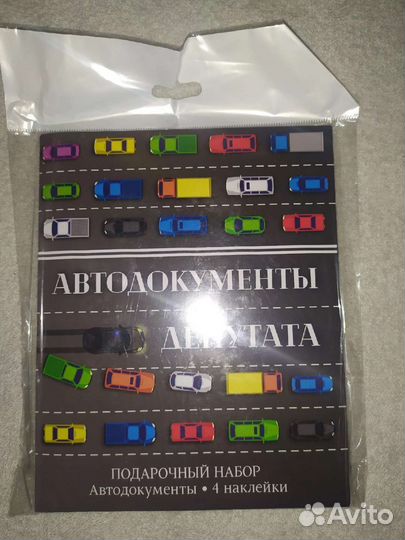 АВТОДОКУМЕНТЫ
ДЕПУТАТА
ПОДАРОЧНЫЙ НАБОР
Автодокументы • 4 наклейки
Avito